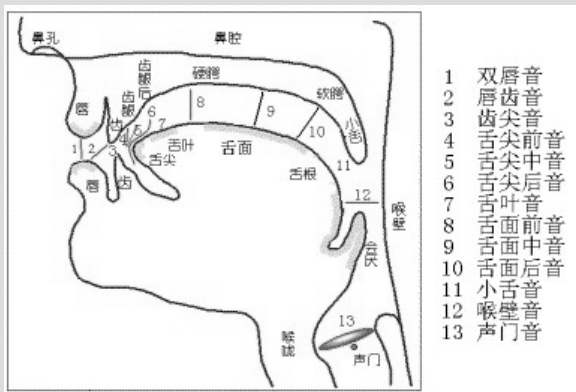 鼻孔
鼻腔
齿龈后
齿龈
硬腭
软腭
小舌
唇
齿
1
2
3
4
5
6
7
8
9
10
11
12
13
舌尖
舌叶
舌面
舌根
唇
齿
喉壁
会厌
喉咙
声门
1 双唇音
2 唇齿音
3 齿尖音
4 舌尖前音
5 舌尖中音
6 舌尖后音
7 舌叶音
8 舌面前音
9 舌面中音
10 舌面后音
11 小舌音
12 喉壁音
13 声门音